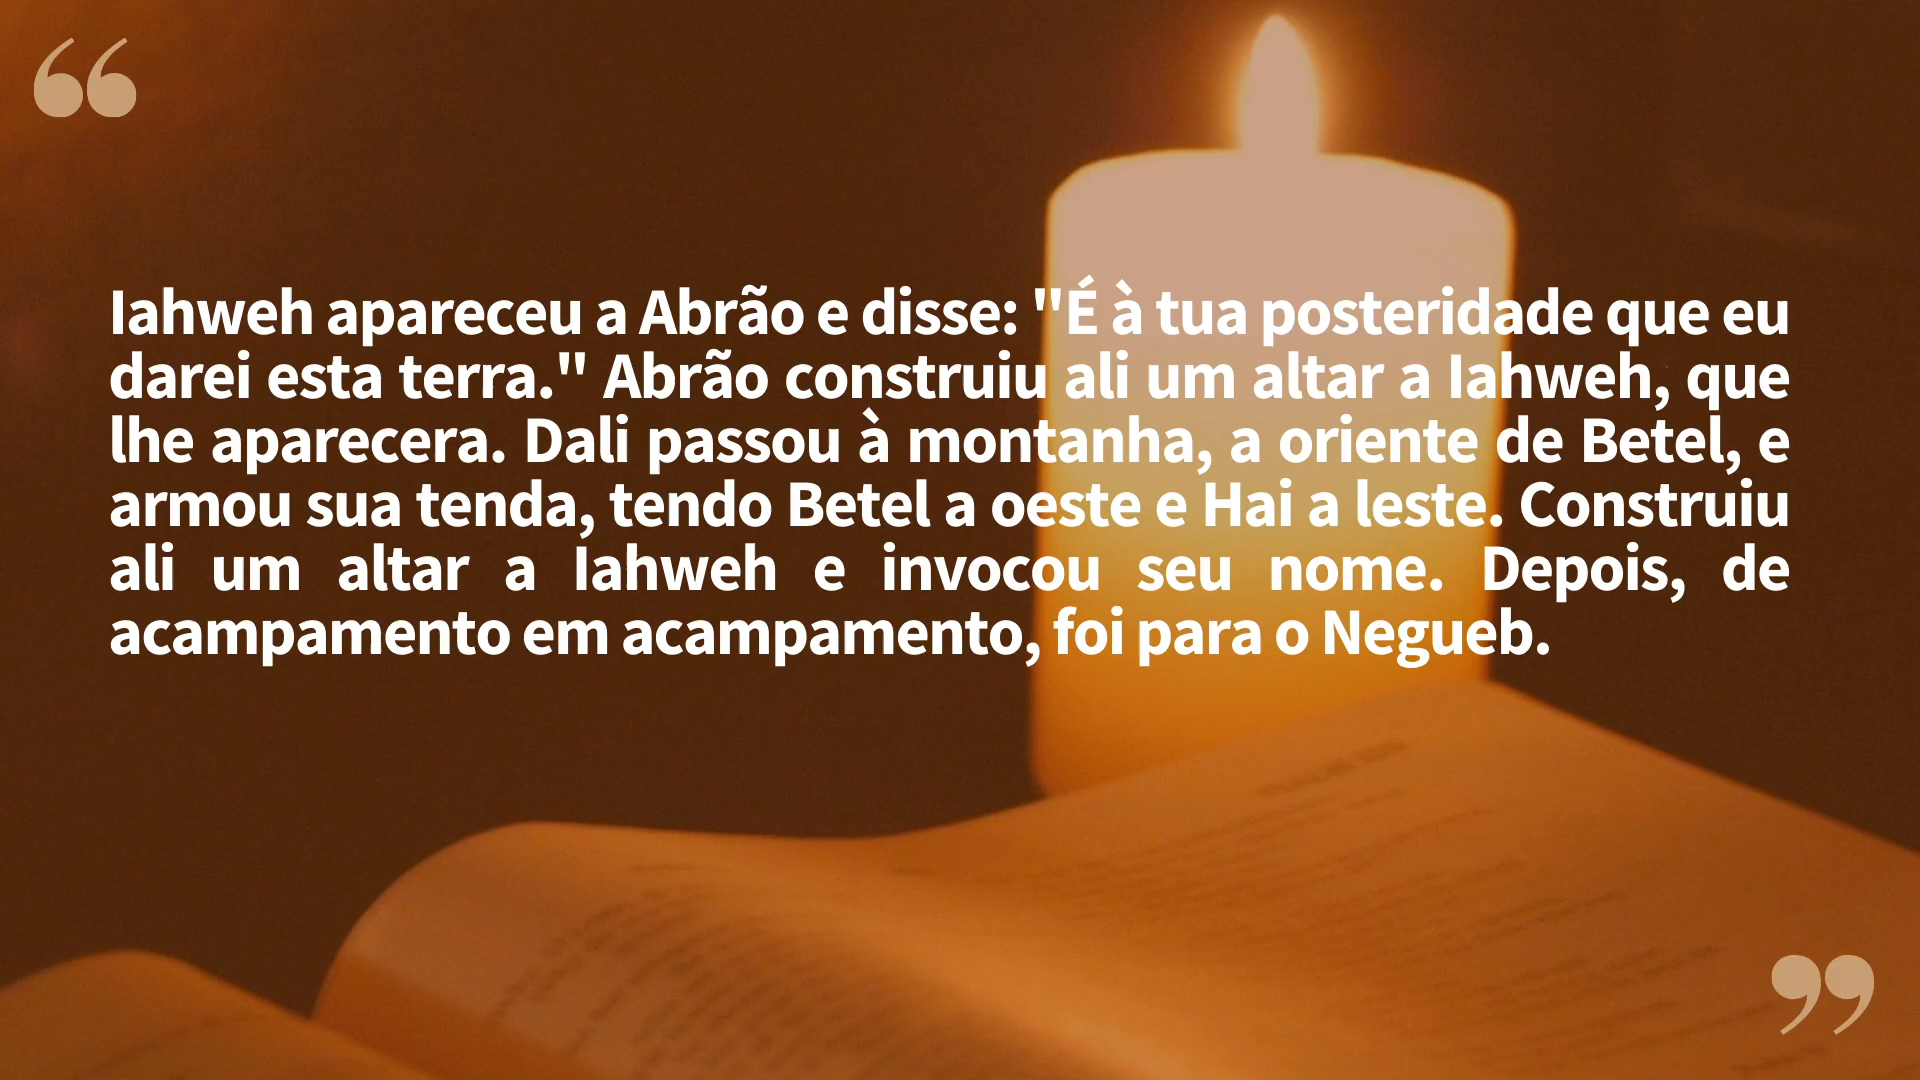 “
Iahweh apareceu a Abrão e disse: "É à tua posteridade que eu
darei esta terra." Abrão construiu ali um altar a Iahweh, que
lhe aparecera. Dali passou à montanha, a oriente de Betel, e
armou sua tenda, tendo Betel a oeste e Hai a leste. Construiu
ali um altar a Iahweh e invocou seu nome. Depois, de
acampamento em acampamento, foi para o Negueb.
”